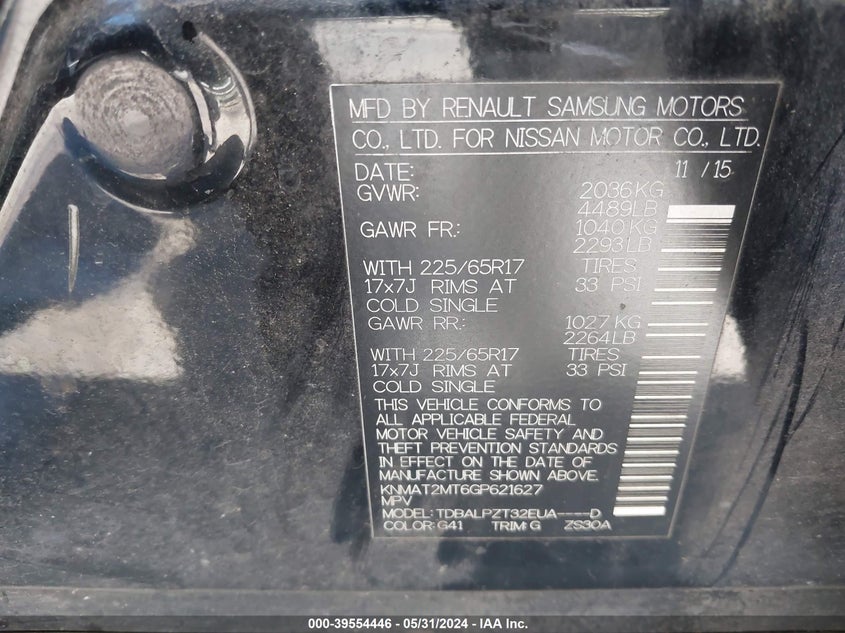 MFD BY RENAULT SAMSUNG MOTORS
CO., LTD. FOR NISSAN MOTOR CO., LTD.
DATE: 11 / 15
GVWR: 2036KG
4489LB
GAWR FR.: 1040KG
2293LB
WITH 225/65R17 TIRES
17x7J RIMS AT 33 PSI
COLD SINGLE
GAWR RR.: 1027KG
2264LB
WITH 225/65R17 TIRES
17x7J RIMS AT 33 PSI
COLD SINGLE
THIS VEHICLE CONFORMS TO
ALL APPLICABLE FEDERAL
MOTOR VEHICLE SAFETY AND
THEFT PREVENTION STANDARDS
IN EFFECT ON THE DATE OF
MANUFACTURE SHOWN ABOVE.
KNMAT2MT6GP621627
MPV
MODEL: TDBALPZT32EUA----D
COLOR: G41 TRIM: G ZS30A
000-39554446 - 05/31/2024 - IAA Inc.